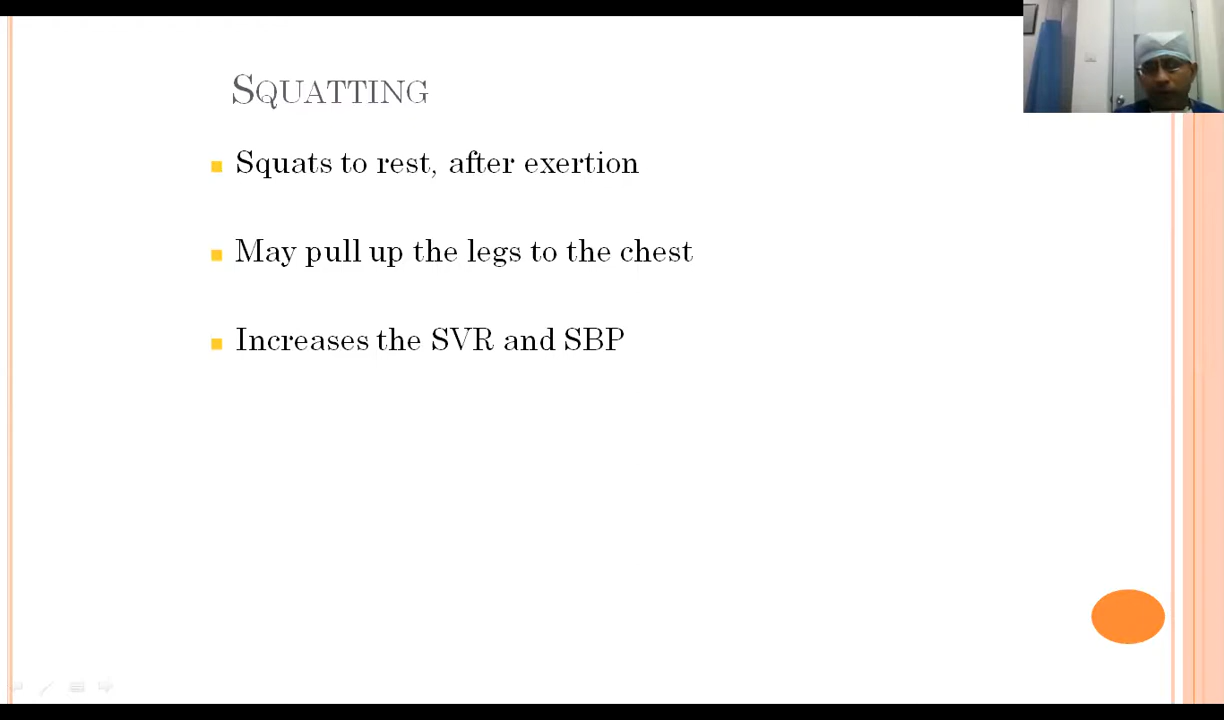 SQUATTING
Squats to rest, after exertion
May pull up the legs to the chest
Increases the SVR and SBP